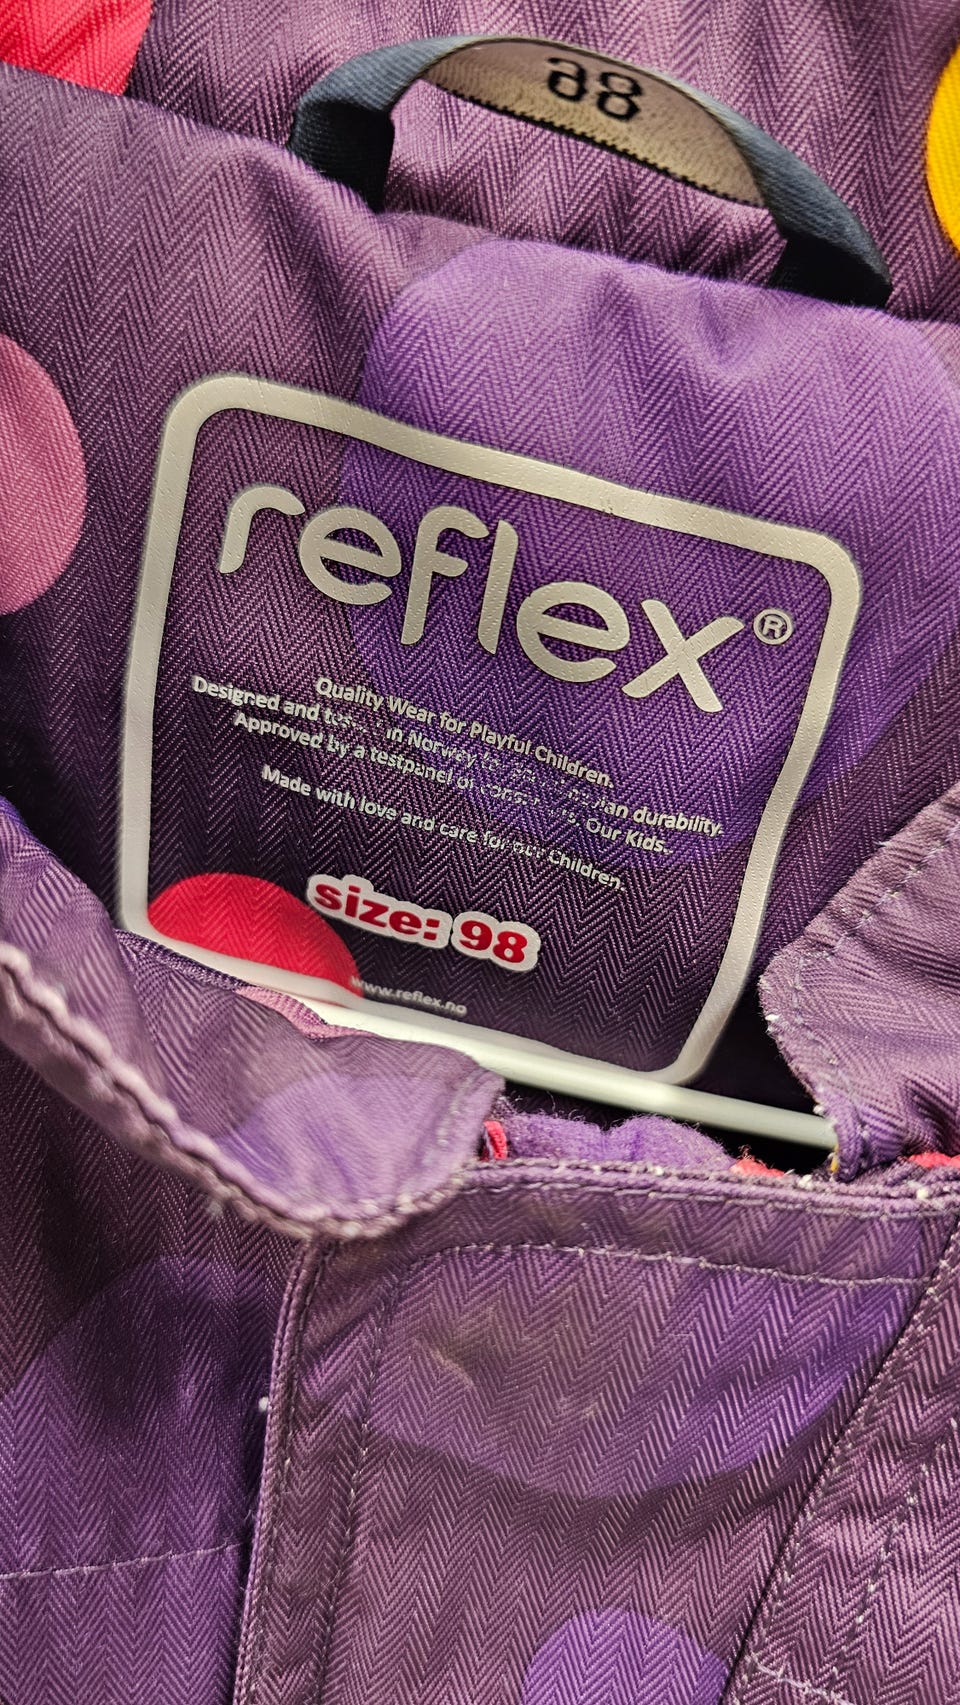 98
reflex®
Quality Wear for Playful Children.
Designed and in Norway durability.
Approved by a testpanel of Our Kids..
Made with love and care for our Children.
size: 98
www.reflex.no